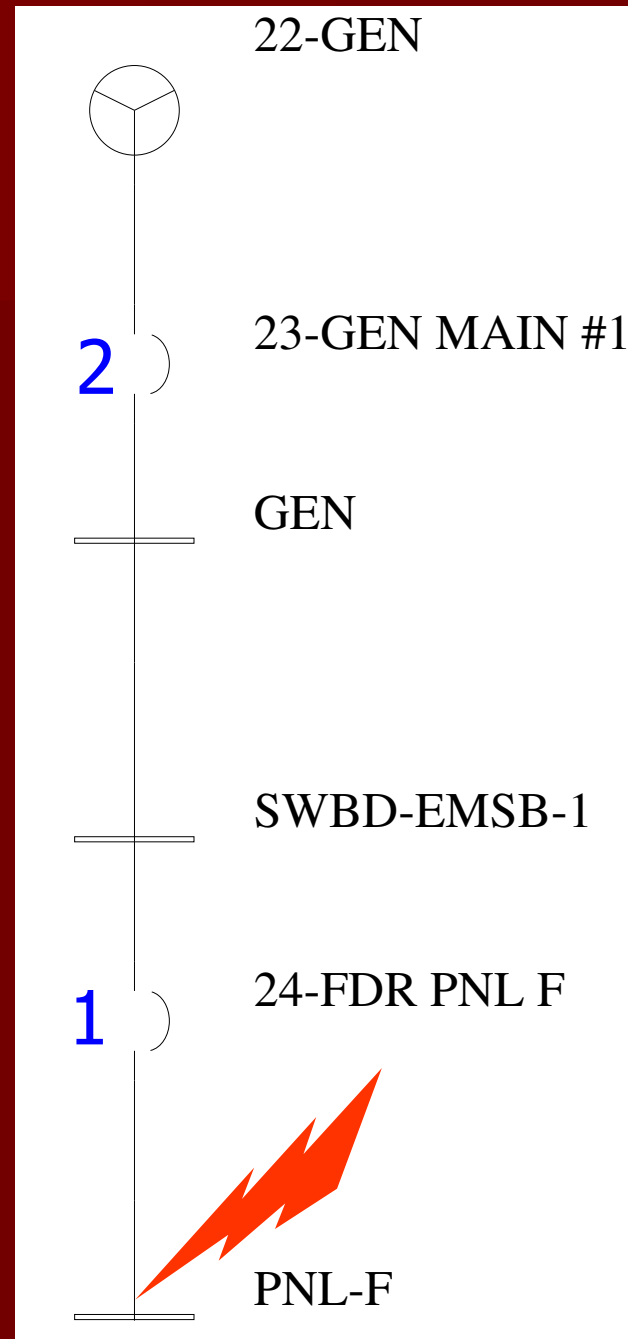 22-GEN
2
23-GEN MAIN #1
GEN
SWBD-EMSB-1
1
24-FDR PNL F
PNL-F